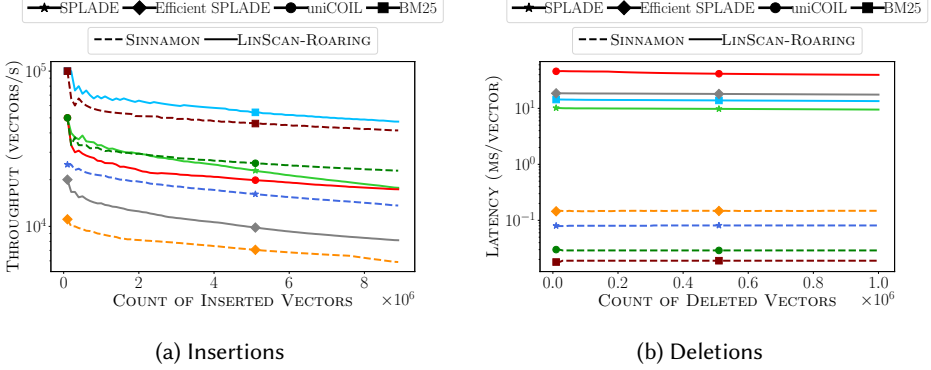 SPLADE Efficient SPLADE uniCOIL BM25
Sinnamon LinScan-Roaring
Throughput (vectors/s)
10^5
10^4
0 2 4 6 8
×10^6
Count of Inserted Vectors
(a) Insertions
SPLADE Efficient SPLADE uniCOIL BM25
Sinnamon LinScan-Roaring
Latency (ms/vector)
10^1
10^0
10^−1
0.0 0.2 0.4 0.6 0.8 1.0
×10^6
Count of Deleted Vectors
(b) Deletions